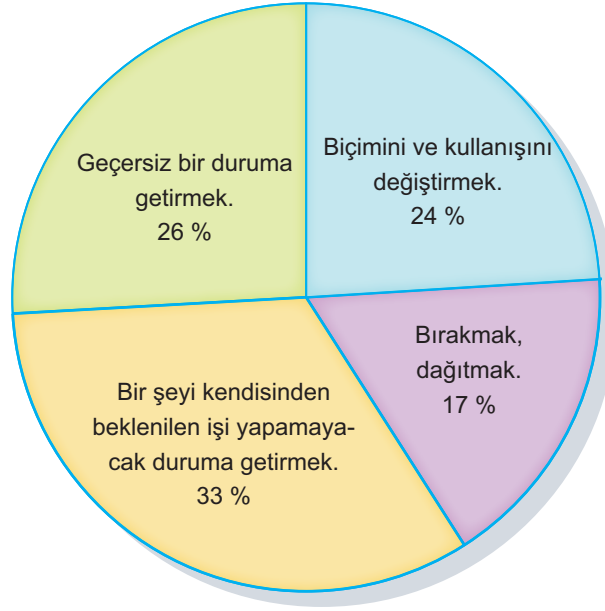 Geçersiz bir duruma
getirmek.
26 %
Biçimini ve kullanışını
değiştirmek.
24 %
Bırakmak,
dağıtmak.
17 %
Bir şeyi kendisinden
beklenilen işi yapamaya-
cak duruma getirmek.
33 %